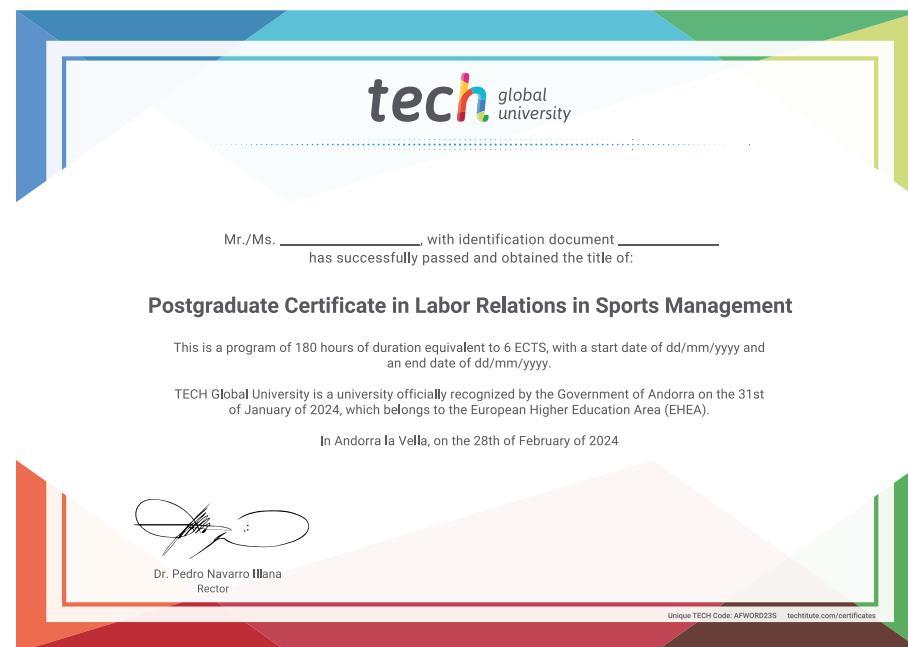 tech global university
Mr./Ms. ____________________, with identification document ______________
has successfully passed and obtained the title of:
Postgraduate Certificate in Labor Relations in Sports Management
This is a program of 180 hours of duration equivalent to 6 ECTS, with a start date of dd/mm/yyyy and
an end date of dd/mm/yyyy.
TECH Global University is a university officially recognized by the Government of Andorra on the 31st
of January of 2024, which belongs to the European Higher Education Area (EHEA).
In Andorra la Vella, on the 28th of February of 2024
Dr. Pedro Navarro Illana
Rector
Unique TECH Code: AFWORD23S techtitute.com/certificates